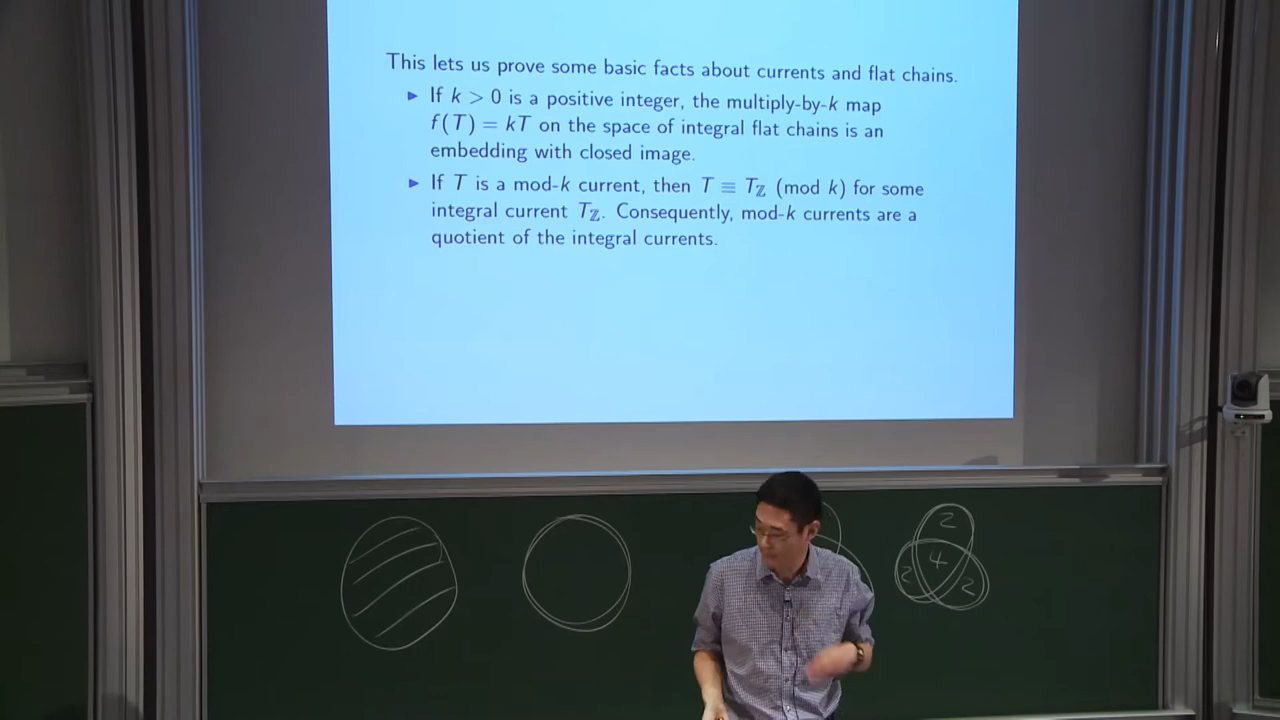 This lets us prove some basic facts about currents and flat chains.
▶ If k > 0 is a positive integer, the multiply-by-k map
f(T) = kT on the space of integral flat chains is an
embedding with closed image.
▶ If T is a mod-k current, then T ≡ T_ℤ (mod k) for some
integral current T_ℤ. Consequently, mod-k currents are a
quotient of the integral currents.
2
4
2 2